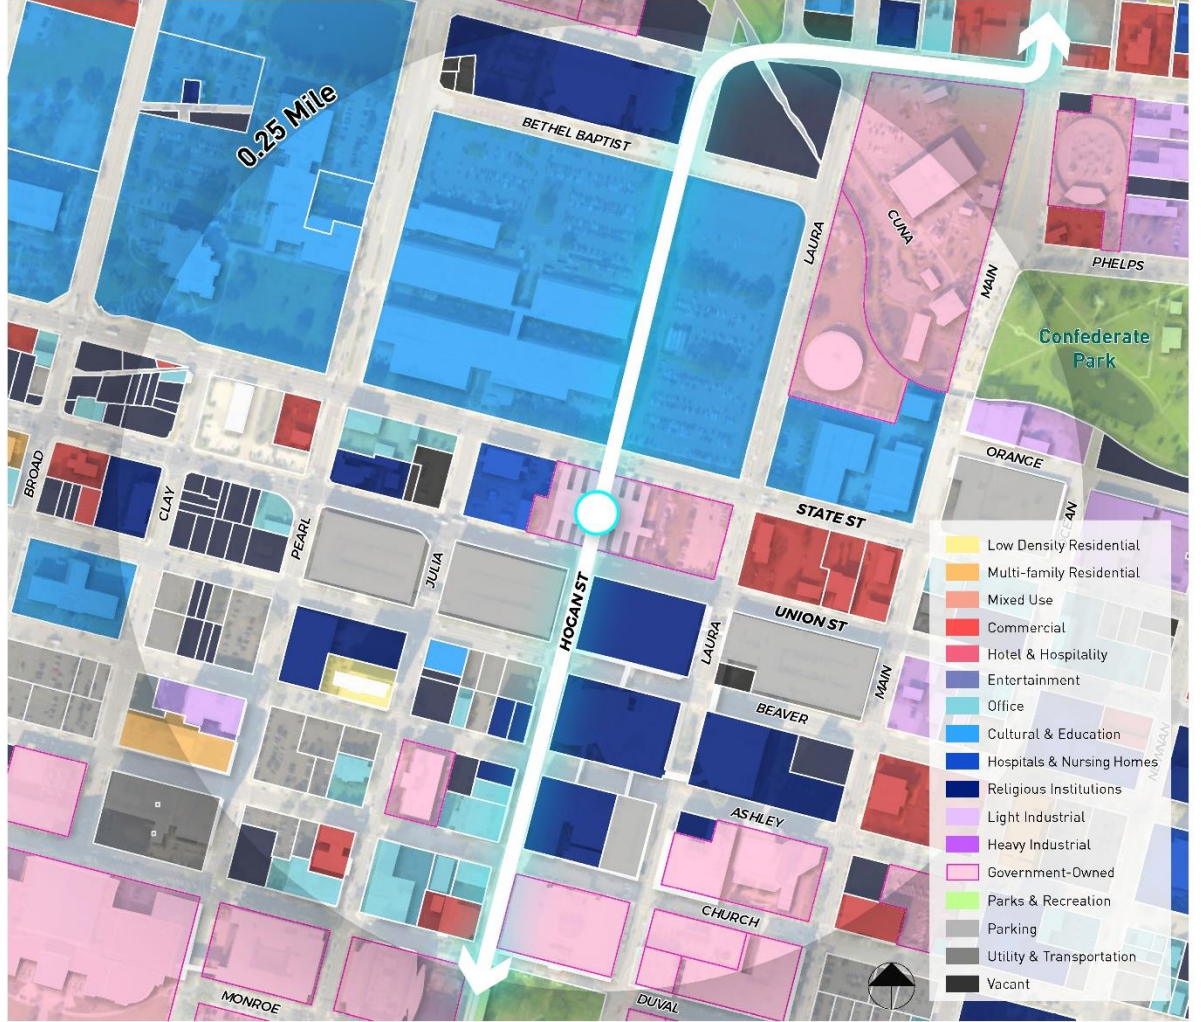 0.25 Mile
BETHEL BAPTIST
LAURA
CUNA
MAIN
PHELPS
Confederate
Park
ORANGE
BROAD
CLAY
PEARL
JULIA
HOGAN ST
STATE ST
UNION ST
LAURA
MAIN
BEAVER
ASHLEY
CHURCH
MONROE
DUVAL
Low Density Residential
Multi-family Residential
Mixed Use
Commercial
Hotel & Hospitality
Entertainment
Office
Cultural & Education
Hospitals & Nursing Homes
Religious Institutions
Light Industrial
Heavy Industrial
Government-Owned
Parks & Recreation
Parking
Utility & Transportation
Vacant